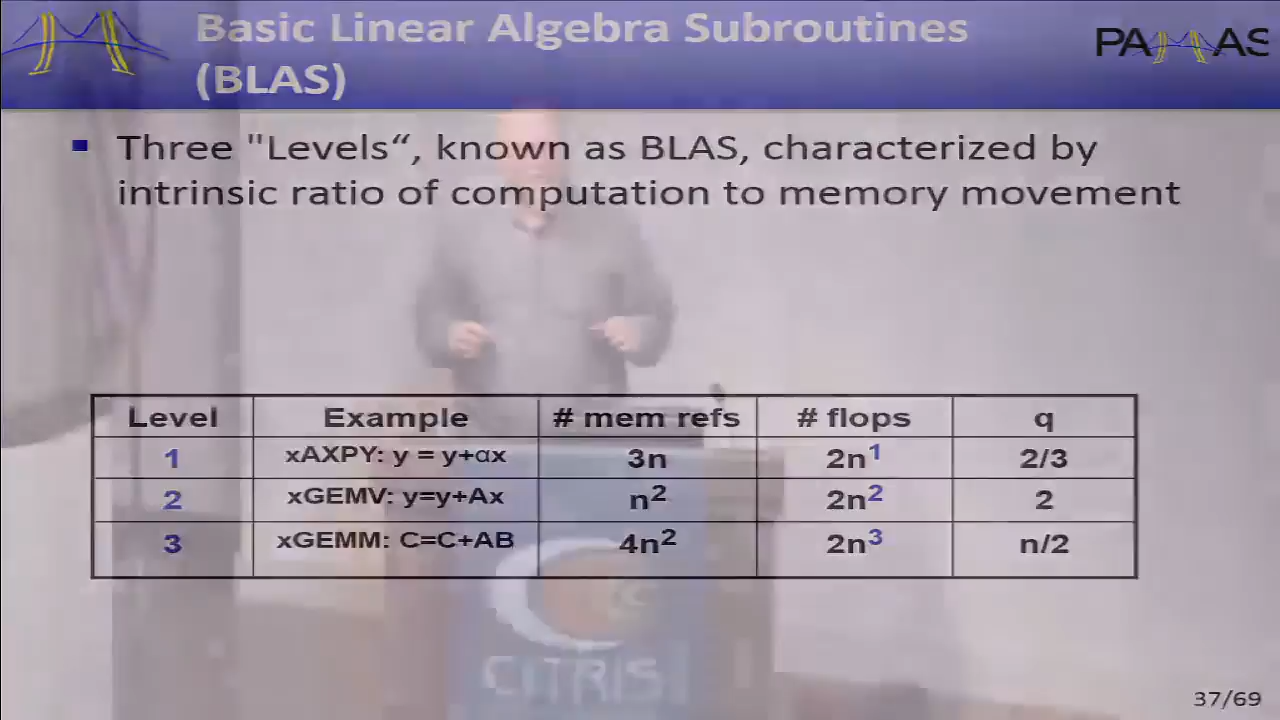 Basic Linear Algebra Subroutines
(BLAS)
PAMAS
▪ Three "Levels“, known as BLAS, characterized by
intrinsic ratio of computation to memory movement
Level Example # mem refs # flops q
1 xAXPY: y = y+αx 3n 2n¹ 2/3
2 xGEMV: y=y+Ax n² 2n² 2
3 xGEMM: C=C+AB 4n² 2n³ n/2
CITRIS
37/69